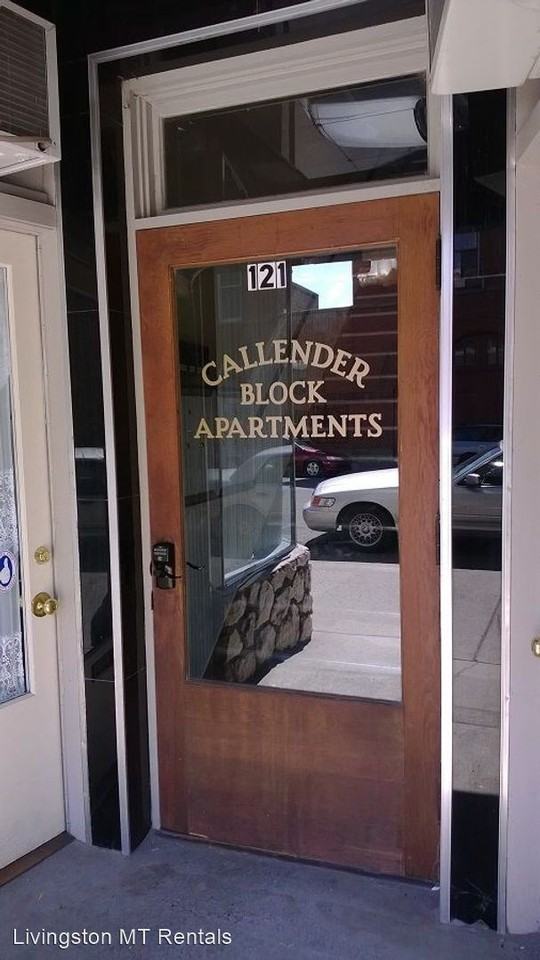 121
CALLENDER
BLOCK
APARTMENTS
Livingston MT Rentals